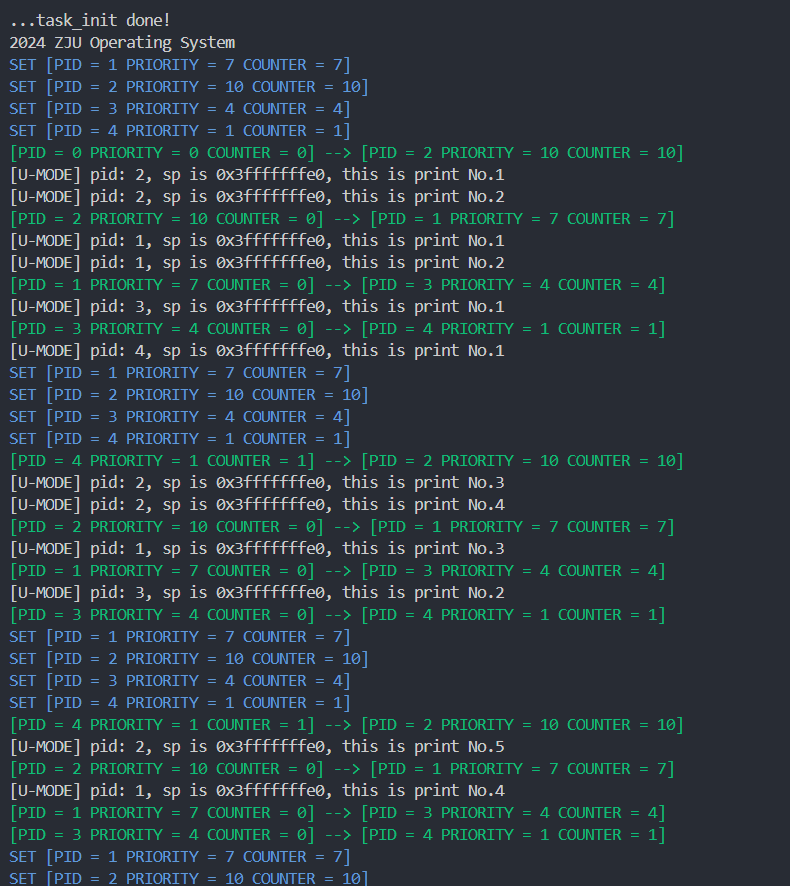 ...task_init done!
2024 ZJU Operating System
SET [PID = 1 PRIORITY = 7 COUNTER = 7]
SET [PID = 2 PRIORITY = 10 COUNTER = 10]
SET [PID = 3 PRIORITY = 4 COUNTER = 4]
SET [PID = 4 PRIORITY = 1 COUNTER = 1]
[PID = 0 PRIORITY = 0 COUNTER = 0] --> [PID = 2 PRIORITY = 10 COUNTER = 10]
[U-MODE] pid: 2, sp is 0x3fffffffe0, this is print No.1
[U-MODE] pid: 2, sp is 0x3fffffffe0, this is print No.2
[PID = 2 PRIORITY = 10 COUNTER = 0] --> [PID = 1 PRIORITY = 7 COUNTER = 7]
[U-MODE] pid: 1, sp is 0x3fffffffe0, this is print No.1
[U-MODE] pid: 1, sp is 0x3fffffffe0, this is print No.2
[PID = 1 PRIORITY = 7 COUNTER = 0] --> [PID = 3 PRIORITY = 4 COUNTER = 4]
[U-MODE] pid: 3, sp is 0x3fffffffe0, this is print No.1
[PID = 3 PRIORITY = 4 COUNTER = 0] --> [PID = 4 PRIORITY = 1 COUNTER = 1]
[U-MODE] pid: 4, sp is 0x3fffffffe0, this is print No.1
SET [PID = 1 PRIORITY = 7 COUNTER = 7]
SET [PID = 2 PRIORITY = 10 COUNTER = 10]
SET [PID = 3 PRIORITY = 4 COUNTER = 4]
SET [PID = 4 PRIORITY = 1 COUNTER = 1]
[PID = 4 PRIORITY = 1 COUNTER = 1] --> [PID = 2 PRIORITY = 10 COUNTER = 10]
[U-MODE] pid: 2, sp is 0x3fffffffe0, this is print No.3
[U-MODE] pid: 2, sp is 0x3fffffffe0, this is print No.4
[PID = 2 PRIORITY = 10 COUNTER = 0] --> [PID = 1 PRIORITY = 7 COUNTER = 7]
[U-MODE] pid: 1, sp is 0x3fffffffe0, this is print No.3
[PID = 1 PRIORITY = 7 COUNTER = 0] --> [PID = 3 PRIORITY = 4 COUNTER = 4]
[U-MODE] pid: 3, sp is 0x3fffffffe0, this is print No.2
[PID = 3 PRIORITY = 4 COUNTER = 0] --> [PID = 4 PRIORITY = 1 COUNTER = 1]
SET [PID = 1 PRIORITY = 7 COUNTER = 7]
SET [PID = 2 PRIORITY = 10 COUNTER = 10]
SET [PID = 3 PRIORITY = 4 COUNTER = 4]
SET [PID = 4 PRIORITY = 1 COUNTER = 1]
[PID = 4 PRIORITY = 1 COUNTER = 1] --> [PID = 2 PRIORITY = 10 COUNTER = 10]
[U-MODE] pid: 2, sp is 0x3fffffffe0, this is print No.5
[PID = 2 PRIORITY = 10 COUNTER = 0] --> [PID = 1 PRIORITY = 7 COUNTER = 7]
[U-MODE] pid: 1, sp is 0x3fffffffe0, this is print No.4
[PID = 1 PRIORITY = 7 COUNTER = 0] --> [PID = 3 PRIORITY = 4 COUNTER = 4]
[PID = 3 PRIORITY = 4 COUNTER = 0] --> [PID = 4 PRIORITY = 1 COUNTER = 1]
SET [PID = 1 PRIORITY = 7 COUNTER = 7]
SET [PID = 2 PRIORITY = 10 COUNTER = 10]